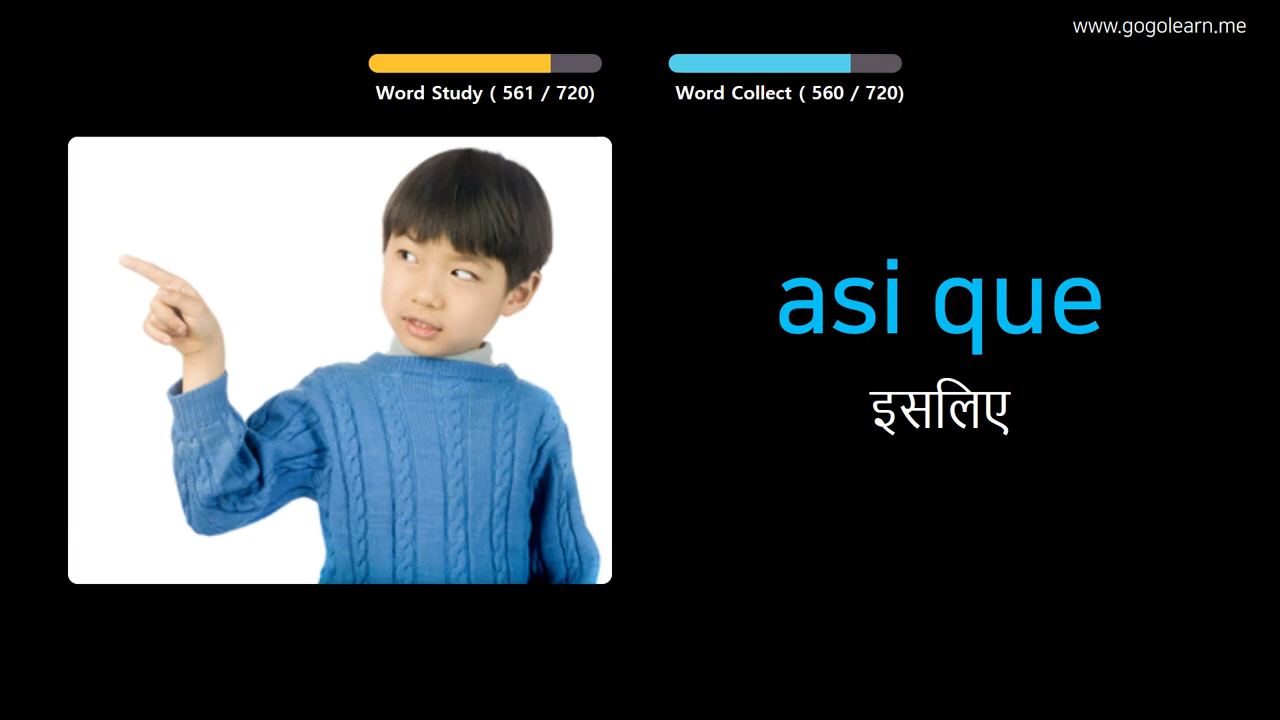 www.gogolearn.me
Word Study ( 561 / 720)
Word Collect ( 560 / 720)
asi que
इसलिए